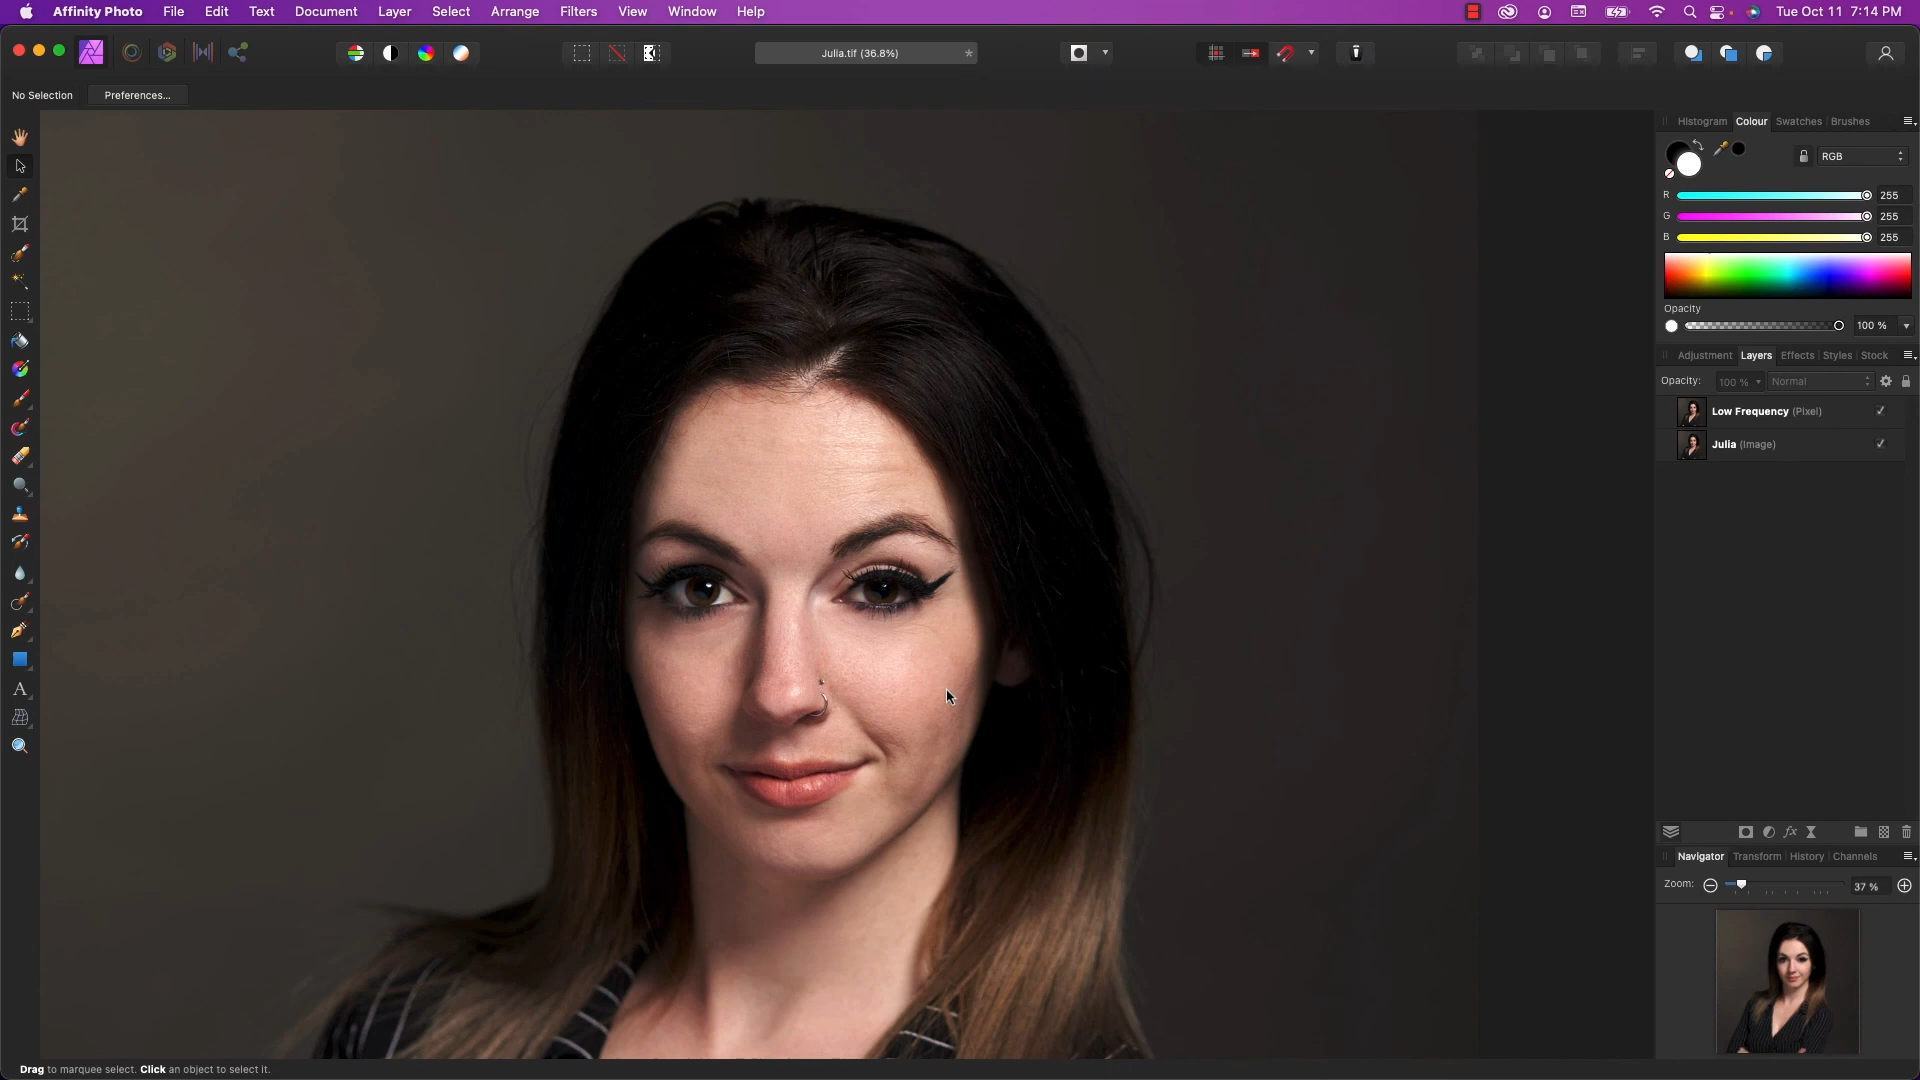 Affinity Photo File Edit Text Document Layer Select Arrange Filters View Window Help Tue Oct 11 7:14 PM
Julia.tif (36.8%) *
No Selection Preferences...
Histogram Colour Swatches Brushes
RGB
R 255
G 255
B 255
Opacity
100 %
Adjustment Layers Effects Styles Stock
Opacity: 100 % Normal
Low Frequency (Pixel)
Julia (Image)
fx
Navigator Transform History Channels
Zoom: 37 %
Drag to marquee select. Click an object to select it.